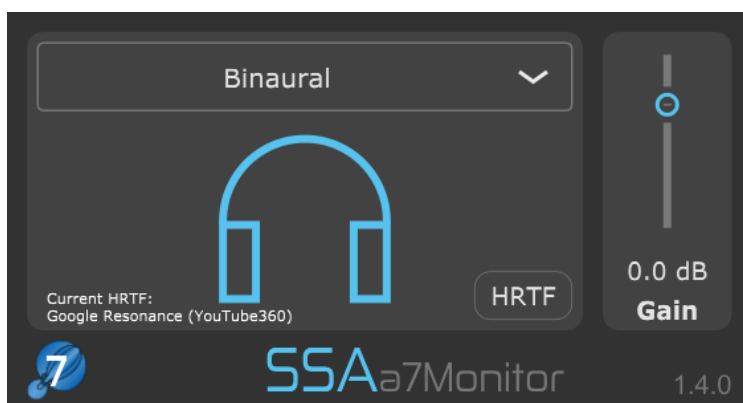 Binaural
Current HRTF:
Google Resonance (YouTube360)
HRTF
0.0 dB
Gain
7
SSAa7Monitor
1.4.0